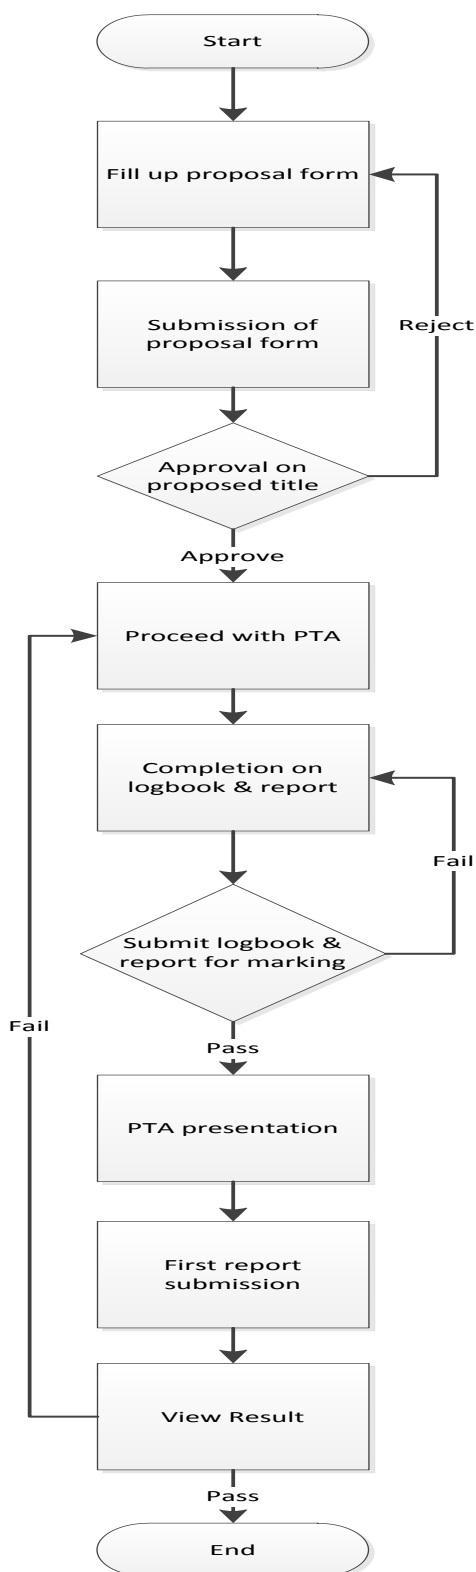 Start
Fill up proposal form
Submission of
proposal form
Reject
Approval on
proposed title
Approve
Proceed with PTA
Completion on
logbook & report
Fail
Submit logbook &
report for marking
Fail
Pass
PTA presentation
First report
submission
View Result
Pass
End